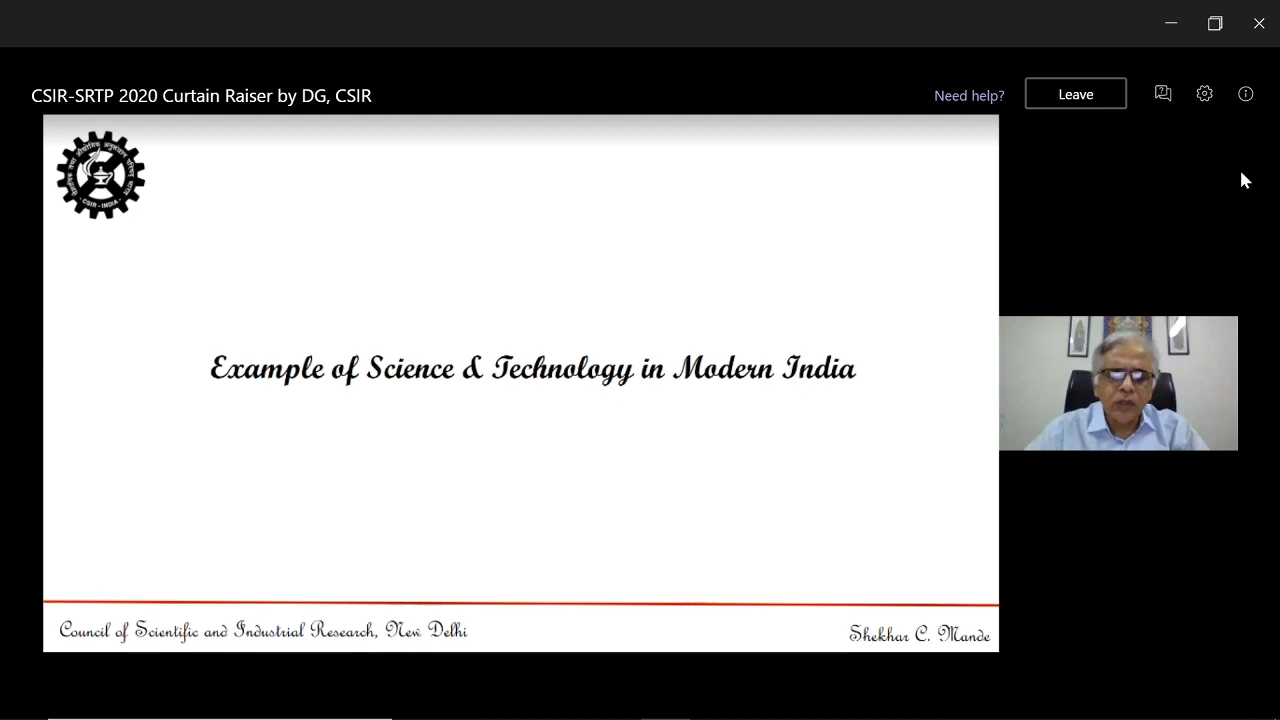 CSIR-SRTP 2020 Curtain Raiser by DG, CSIR
Need help?
Leave
CSIR-INDIA
Example of Science & Technology in Modern India
Council of Scientific and Industrial Research, New Delhi
Shekhar C. Mande